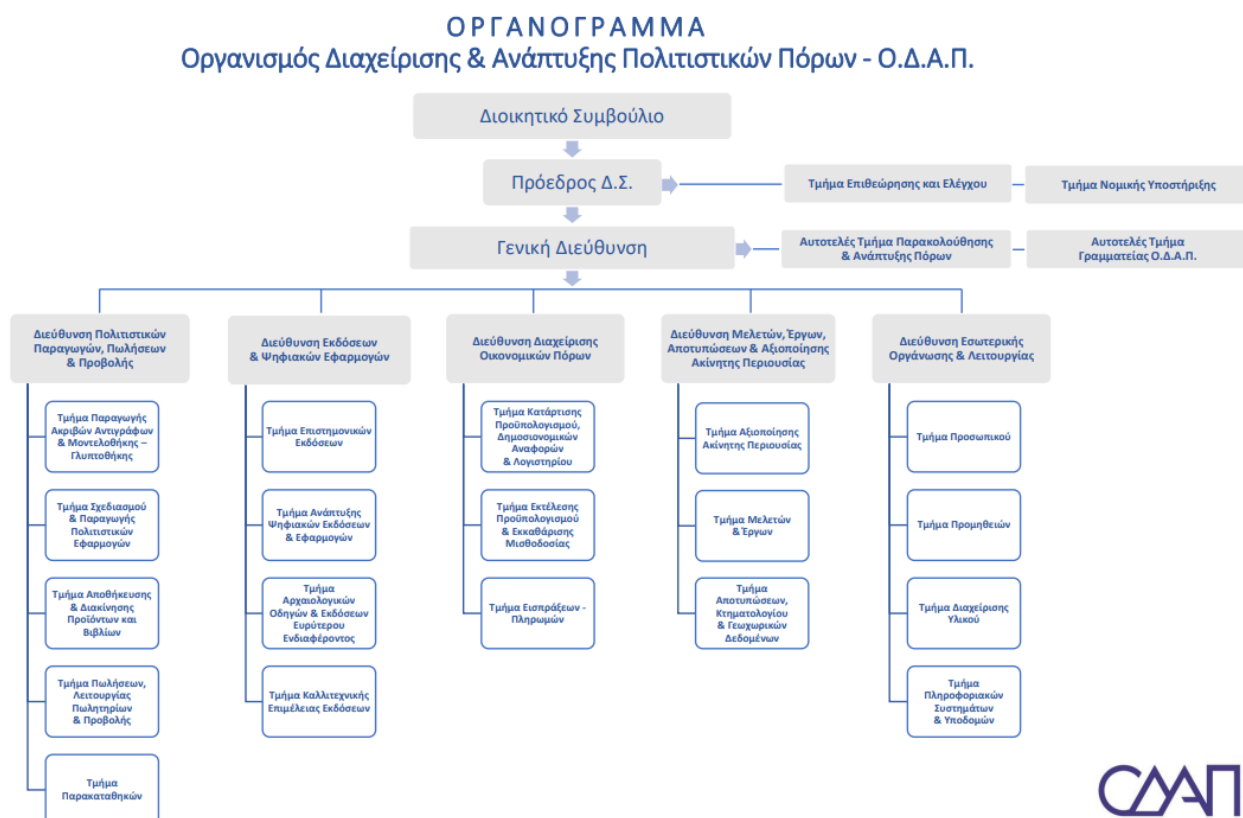 ΟΡΓΑΝΟΓΡΑΜΜΑ
Οργανισμός Διαχείρισης & Ανάπτυξης Πολιτιστικών Πόρων - Ο.Δ.Α.Π.
Διοικητικό Συμβούλιο
Πρόεδρος Δ.Σ.
Τμήμα Επιθεώρησης και Ελέγχου
Τμήμα Νομικής Υποστήριξης
Γενική Διεύθυνση
Αυτοτελές Τμήμα Παρακολούθησης
& Ανάπτυξης Πόρων
Αυτοτελές Τμήμα
Γραμματείας Ο.Δ.Α.Π.
Διεύθυνση Πολιτιστικών
Παραγωγών, Πωλήσεων
& Προβολής
Τμήμα Παραγωγής
Ακριβών Αντιγράφων
& Μοντελοθήκης –
Γλυπτοθήκης
Τμήμα Σχεδιασμού
& Παραγωγής
Πολιτιστικών
Εφαρμογών
Τμήμα Αποθήκευσης
& Διακίνησης
Προϊόντων και
Βιβλίων
Τμήμα Πωλήσεων,
Λειτουργίας
Πωλητηρίων
& Προβολής
Τμήμα
Παρακαταθηκών
Διεύθυνση Εκδόσεων
& Ψηφιακών Εφαρμογών
Τμήμα Επιστημονικών
Εκδόσεων
Τμήμα Ανάπτυξης
Ψηφιακών Εκδόσεων
& Εφαρμογών
Τμήμα
Αρχαιολογικών
Οδηγών & Εκδόσεων
Ευρύτερου
Ενδιαφέροντος
Τμήμα Καλλιτεχνικής
Επιμέλειας Εκδόσεων
Διεύθυνση Διαχείρισης
Οικονομικών Πόρων
Τμήμα Κατάρτισης
Προϋπολογισμού,
Δημοσιονομικών
Αναφορών
& Λογιστηρίου
Τμήμα Εκτέλεσης
Προϋπολογισμού
& Εκκαθάρισης
Μισθοδοσίας
Τμήμα Εισπράξεων -
Πληρωμών
Διεύθυνση Μελετών, Έργων,
Αποτυπώσεων & Αξιοποίησης
Ακίνητης Περιουσίας
Τμήμα Αξιοποίησης
Ακίνητης Περιουσίας
Τμήμα Μελετών
& Έργων
Τμήμα
Αποτυπώσεων,
Κτηματολογίου
& Γεωχωρικών
Δεδομένων
Διεύθυνση Εσωτερικής
Οργάνωσης & Λειτουργίας
Τμήμα Προσωπικού
Τμήμα Προμηθειών
Τμήμα Διαχείρισης
Υλικού
Τμήμα
Πληροφοριακών
Συστημάτων
& Υποδομών
ΟΔΑΠ